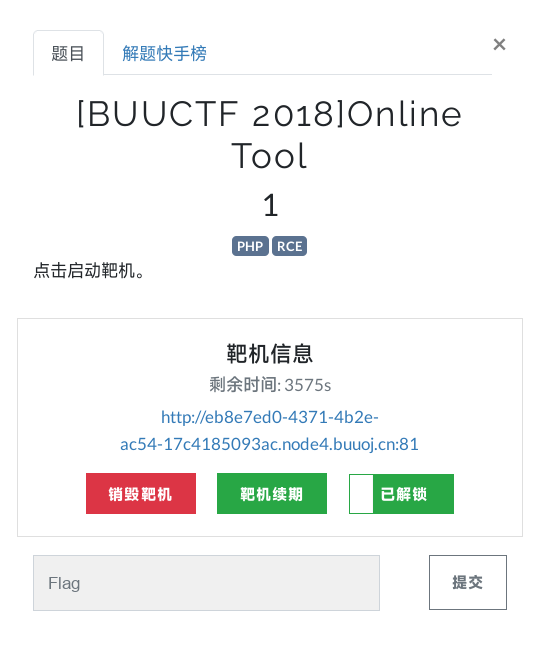 题目
解题快手榜
×
[BUUCTF 2018]Online
Tool
1
PHP RCE
点击启动靶机。
靶机信息
剩余时间: 3575s
http://eb8e7ed0-4371-4b2e-
ac54-17c4185093ac.node4.buuoj.cn:81
销毁靶机
靶机续期
已解锁
Flag
提交